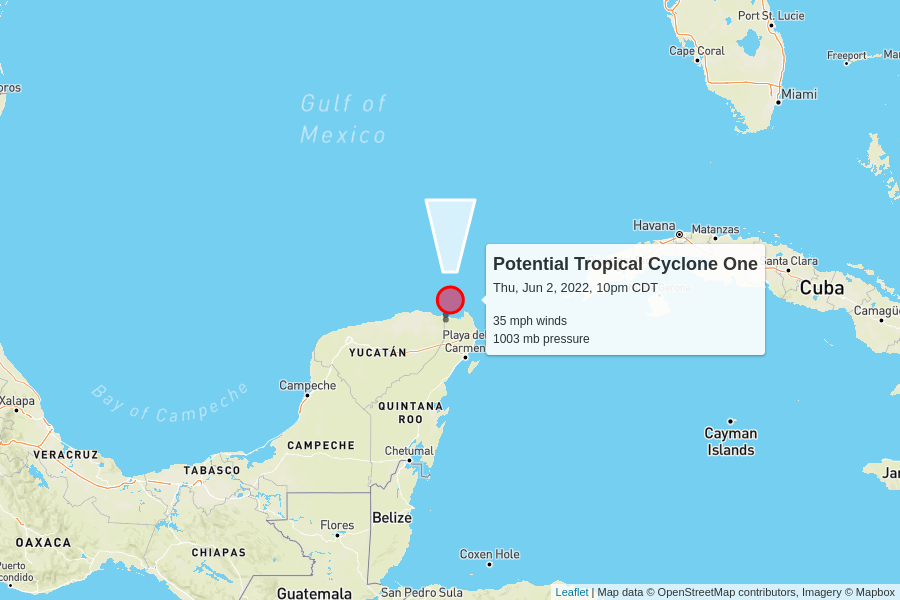 Port St. Lucie
Cape Coral
Freeport
Miami
Gulf of
Mexico
Havana
Matanzas
Potential Tropical Cyclone One
Thu, Jun 2, 2022, 10pm CDT
35 mph winds
1003 mb pressure
Santa Clara
Cuba
Playa del
Carmen
YUCATÁN
Campeche
Bay of Campeche
Xalapa
QUINTANA
ROO
VERACRUZ
CAMPECHE
TABASCO
Chetumal
Cayman
Islands
Belize
Flores
OAXACA
CHIAPAS
Coxen Hole
Guatemala
San Pedro Sula
Leaflet | Map data © OpenStreetMap contributors, Imagery © Mapbox